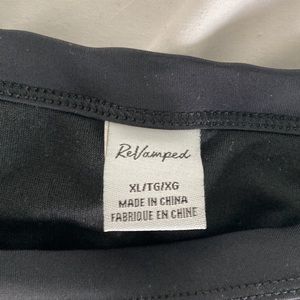 ReVamped
XL/TG/XG
MADE IN CHINA
FABRIQUE EN CHINE